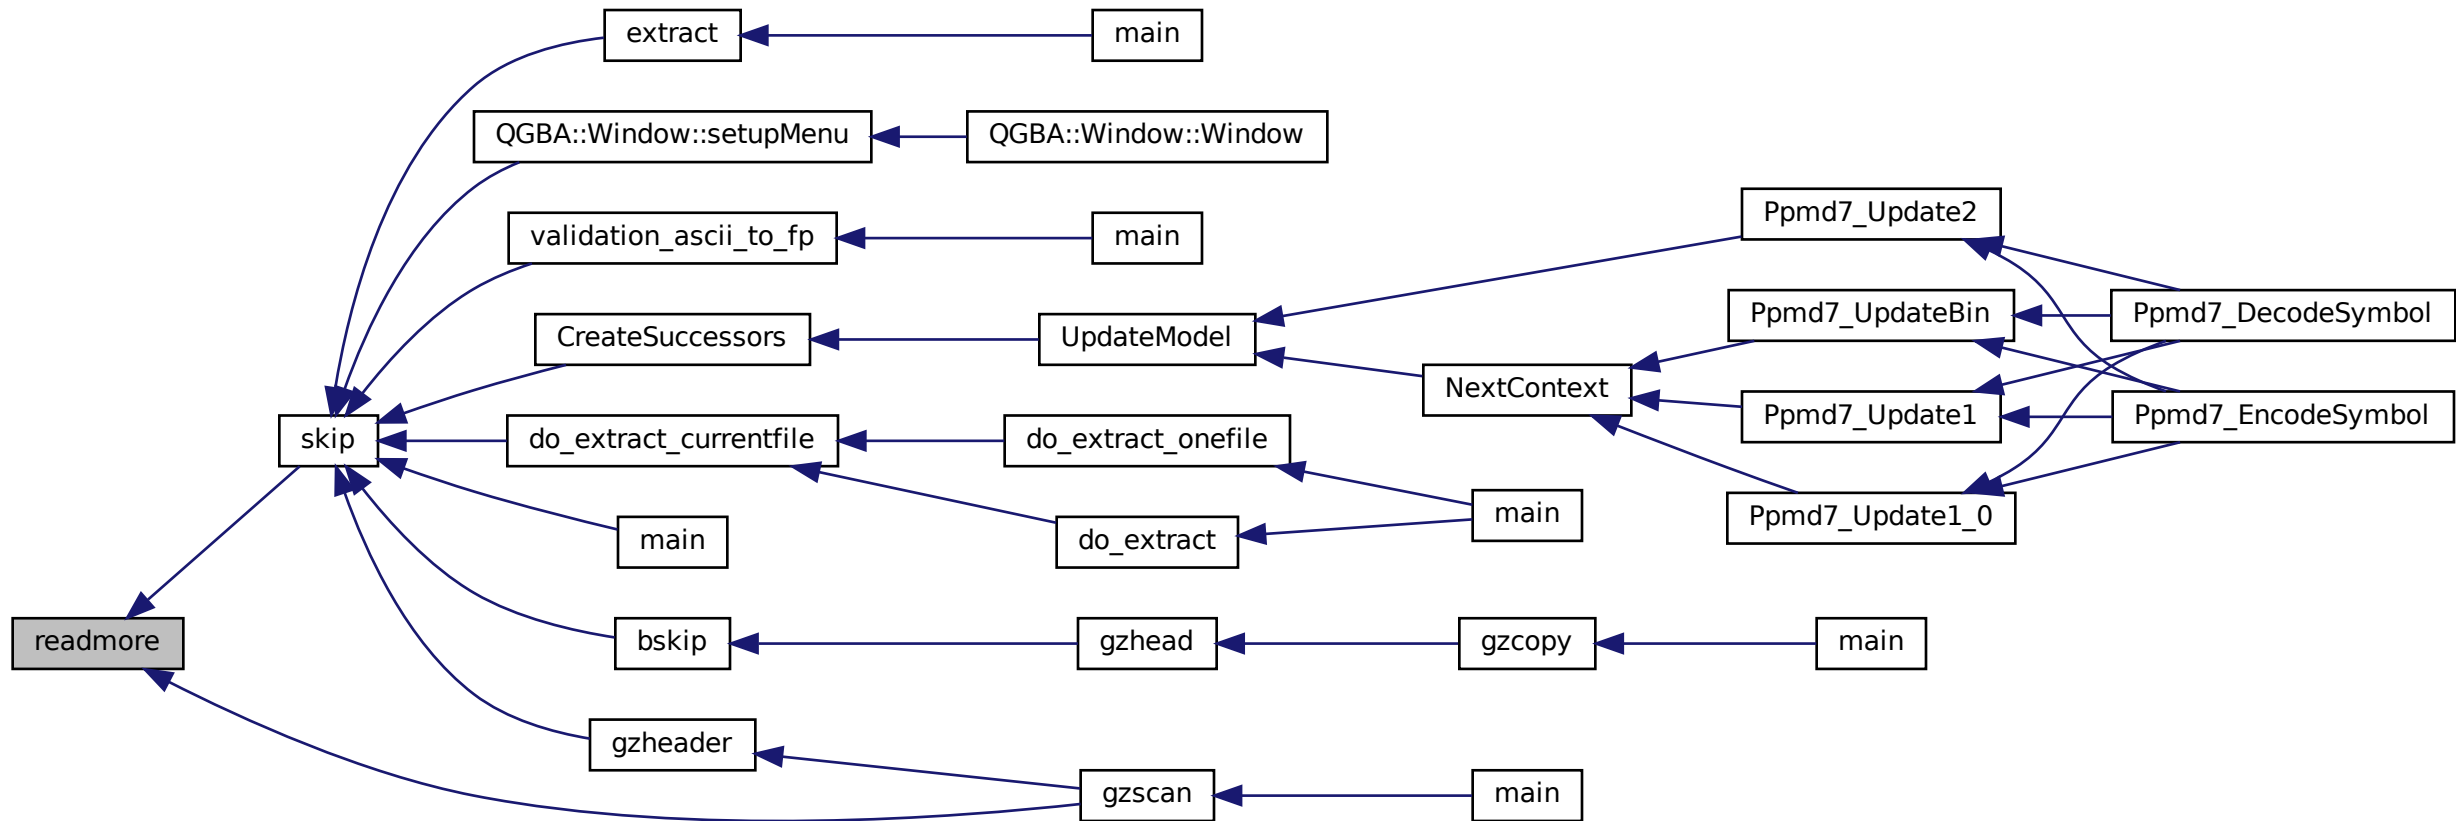 extract
main
QGBA::Window::setupMenu
QGBA::Window::Window
validation_ascii_to_fp
main
Ppmd7_Update2
CreateSuccessors
UpdateModel
Ppmd7_UpdateBin
Ppmd7_DecodeSymbol
NextContext
Ppmd7_Update1
Ppmd7_EncodeSymbol
skip
do_extract_currentfile
do_extract_onefile
main
Ppmd7_Update1_0
main
do_extract
readmore
bskip
gzhead
gzcopy
main
gzheader
gzscan
main